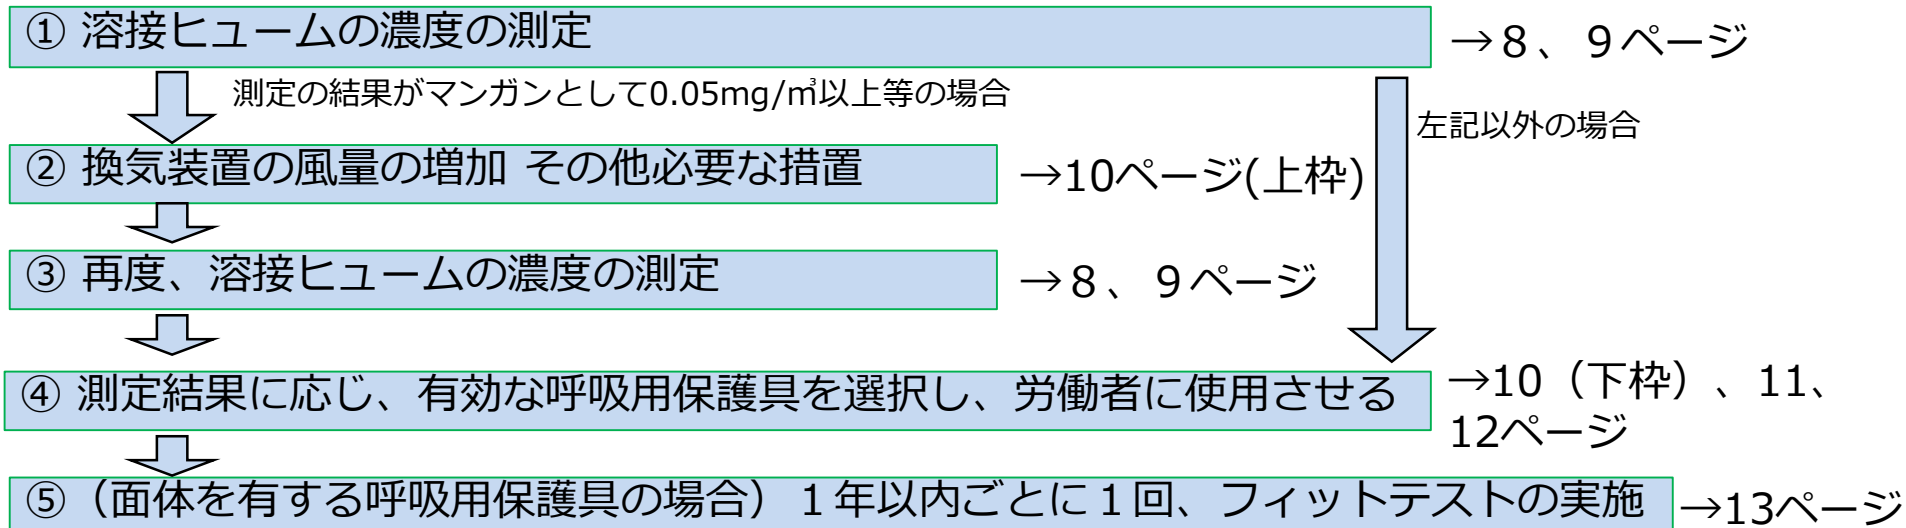 ① 溶接ヒュームの濃度の測定
→８、９ページ
測定の結果がマンガンとして0.05mg/㎥以上等の場合
左記以外の場合
② 換気装置の風量の増加 その他必要な措置
→10ページ(上枠)
③ 再度、溶接ヒュームの濃度の測定
→８、９ページ
④ 測定結果に応じ、有効な呼吸用保護具を選択し、労働者に使用させる
→10（下枠）、11、
12ページ
⑤（面体を有する呼吸用保護具の場合）１年以内ごとに１回、フィットテストの実施
→13ページ